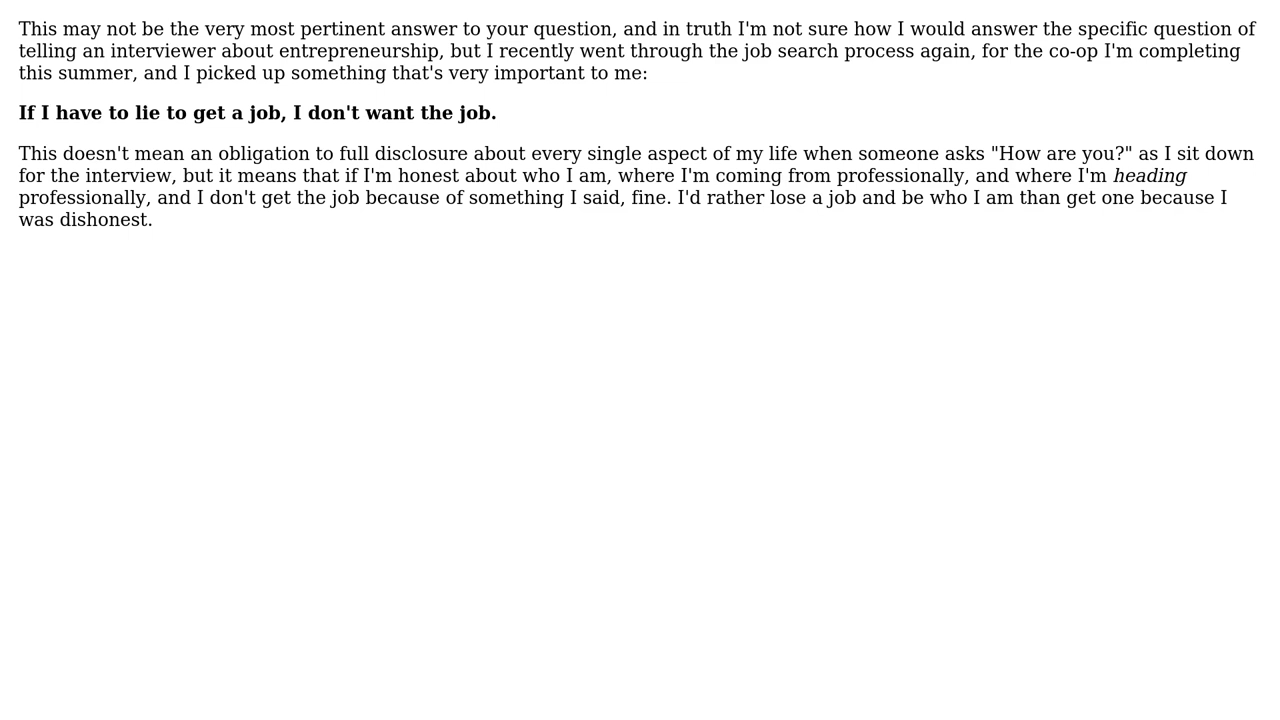 This may not be the very most pertinent answer to your question, and in truth I'm not sure how I would answer the specific question of
telling an interviewer about entrepreneurship, but I recently went through the job search process again, for the co-op I'm completing
this summer, and I picked up something that's very important to me:
If I have to lie to get a job, I don't want the job.
This doesn't mean an obligation to full disclosure about every single aspect of my life when someone asks "How are you?" as I sit down
for the interview, but it means that if I'm honest about who I am, where I'm coming from professionally, and where I'm heading
professionally, and I don't get the job because of something I said, fine. I'd rather lose a job and be who I am than get one because I
was dishonest.